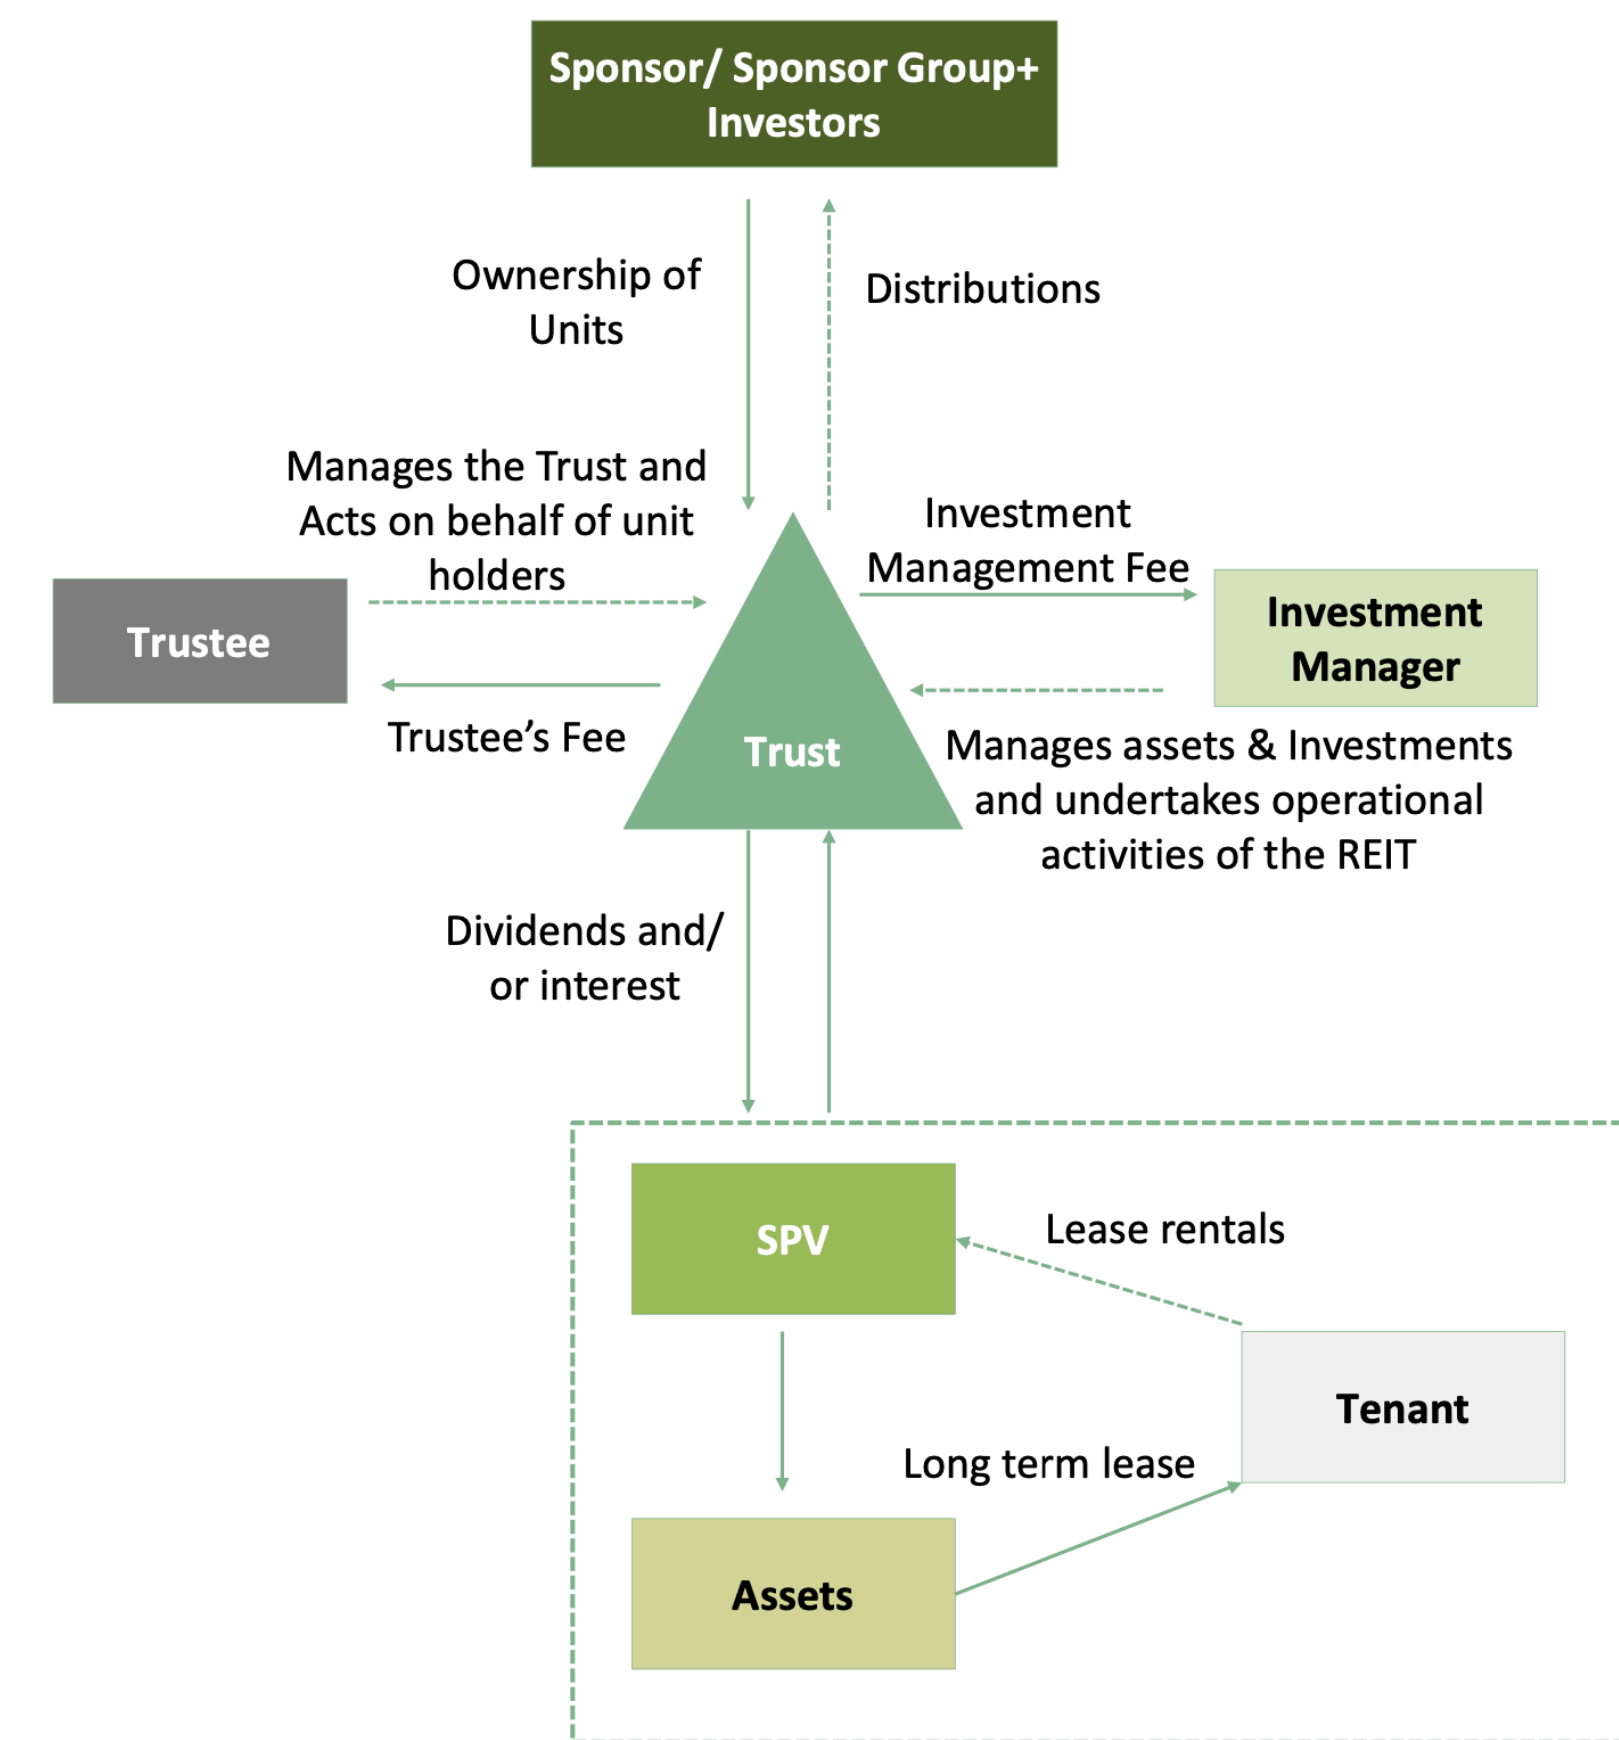 Sponsor/ Sponsor Group+
Investors
Ownership of
Units
Distributions
Manages the Trust and
Acts on behalf of unit
holders
Investment
Management Fee
Trustee
Investment
Manager
Trustee’s Fee
Trust
Manages assets & Investments
and undertakes operational
activities of the REIT
Dividends and/
or interest
SPV
Lease rentals
Tenant
Long term lease
Assets